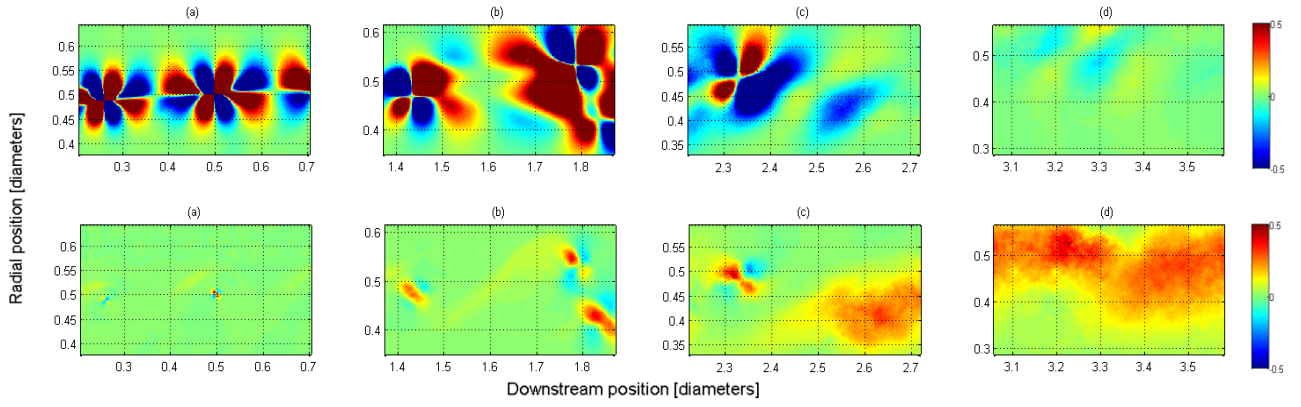 (a) (b) (c) (d)
0.6 0.6 0.55 0.5 0.5
0.55 0.5 0.5 0.4 0
0.5 0.45 0.3
0.45 0.4 0.4 -0.5
0.4 0.35
0.3 0.4 0.5 0.6 0.7 1.4 1.5 1.6 1.7 1.8 2.3 2.4 2.5 2.6 2.7 3.1 3.2 3.3 3.4 3.5
Radial position [diameters]
(a) (b) (c) (d)
0.6 0.6 0.55 0.5 0.5
0.55 0.5 0.5 0.4 0
0.5 0.45 0.3
0.45 0.4 0.4 -0.5
0.4 0.35
0.3 0.4 0.5 0.6 0.7 1.4 1.5 1.6 1.7 1.8 2.3 2.4 2.5 2.6 2.7 3.1 3.2 3.3 3.4 3.5
Downstream position [diameters]